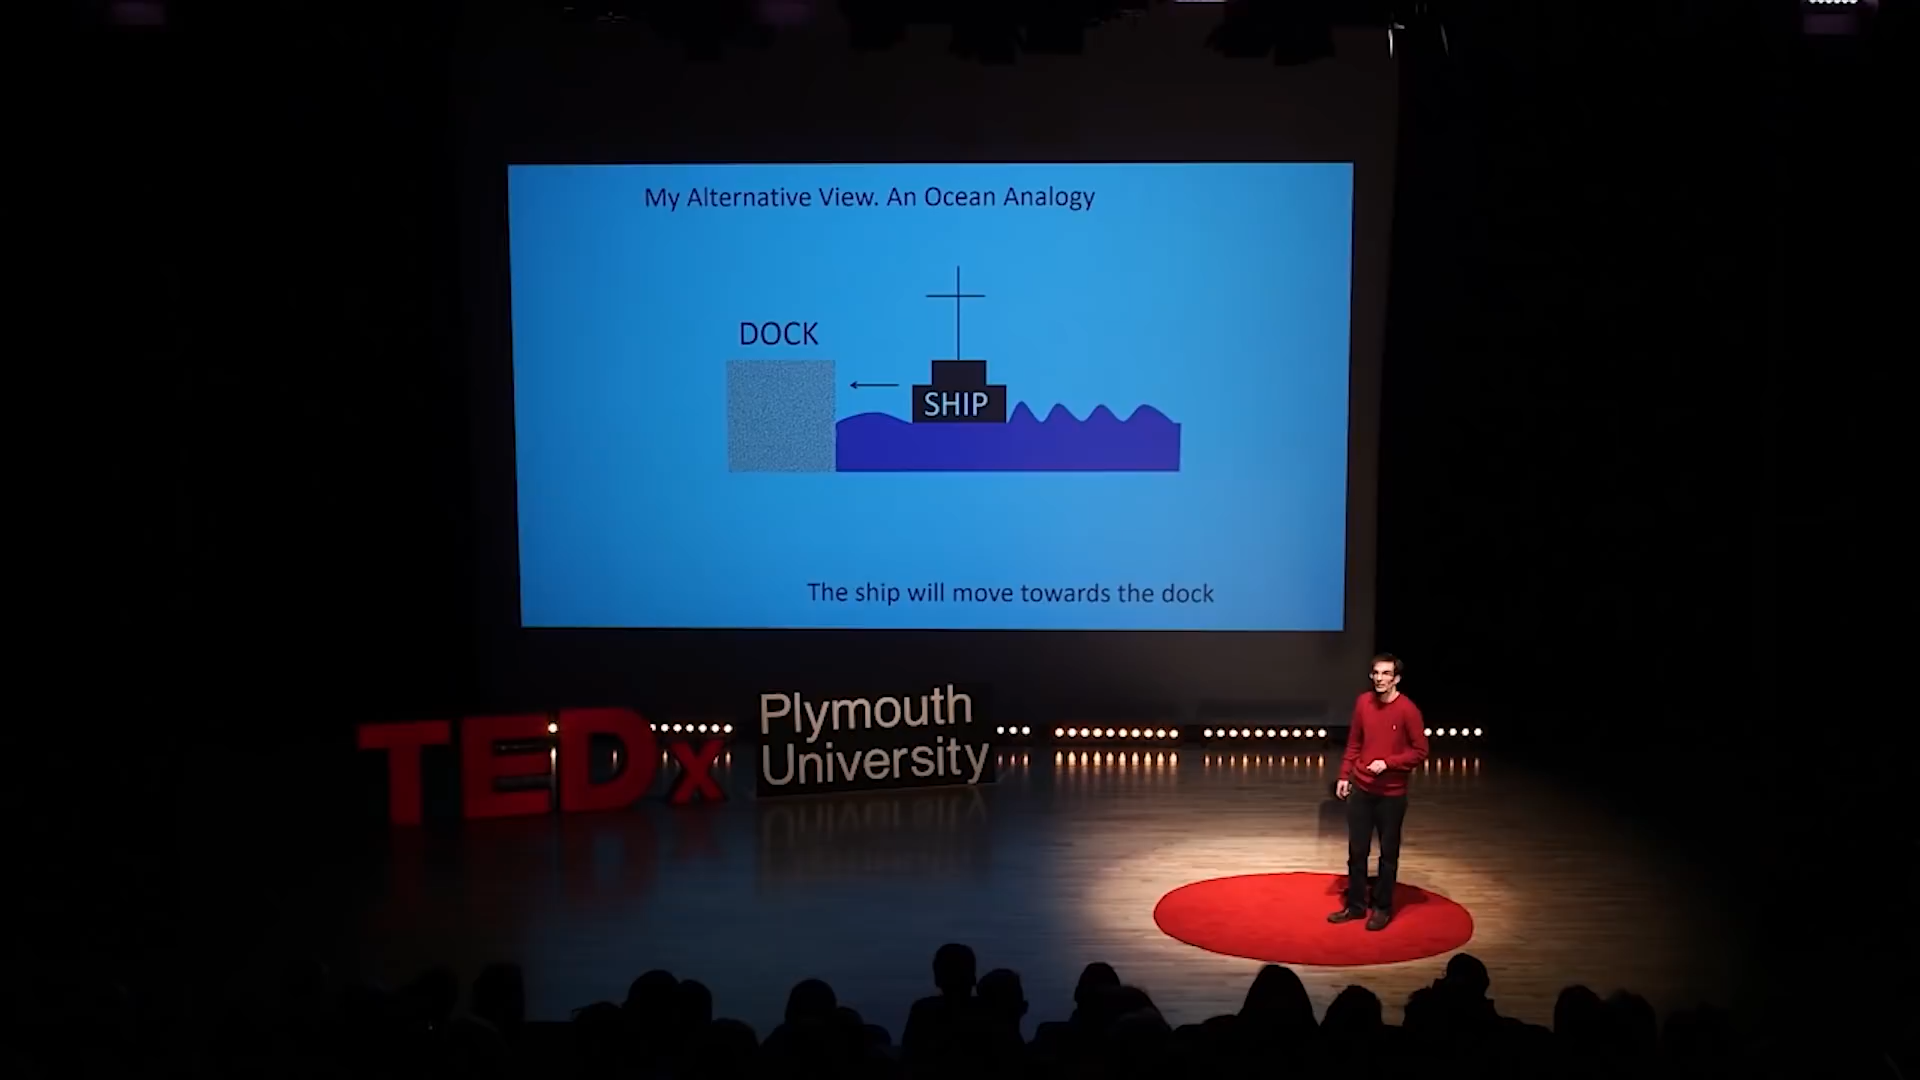 My Alternative View. An Ocean Analogy
DOCK
SHIP
The ship will move towards the dock
TEDx
Plymouth
University